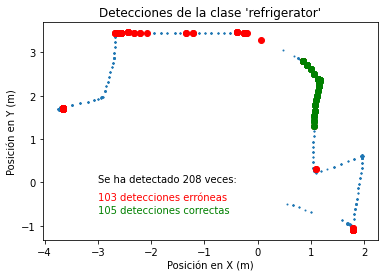 Detecciones de la clase 'refrigerator'
Posición en Y (m)
3
2
1
0
−1
Se ha detectado 208 veces:
103 detecciones erróneas
105 detecciones correctas
−4 −3 −2 −1 0 1 2
Posición en X (m)